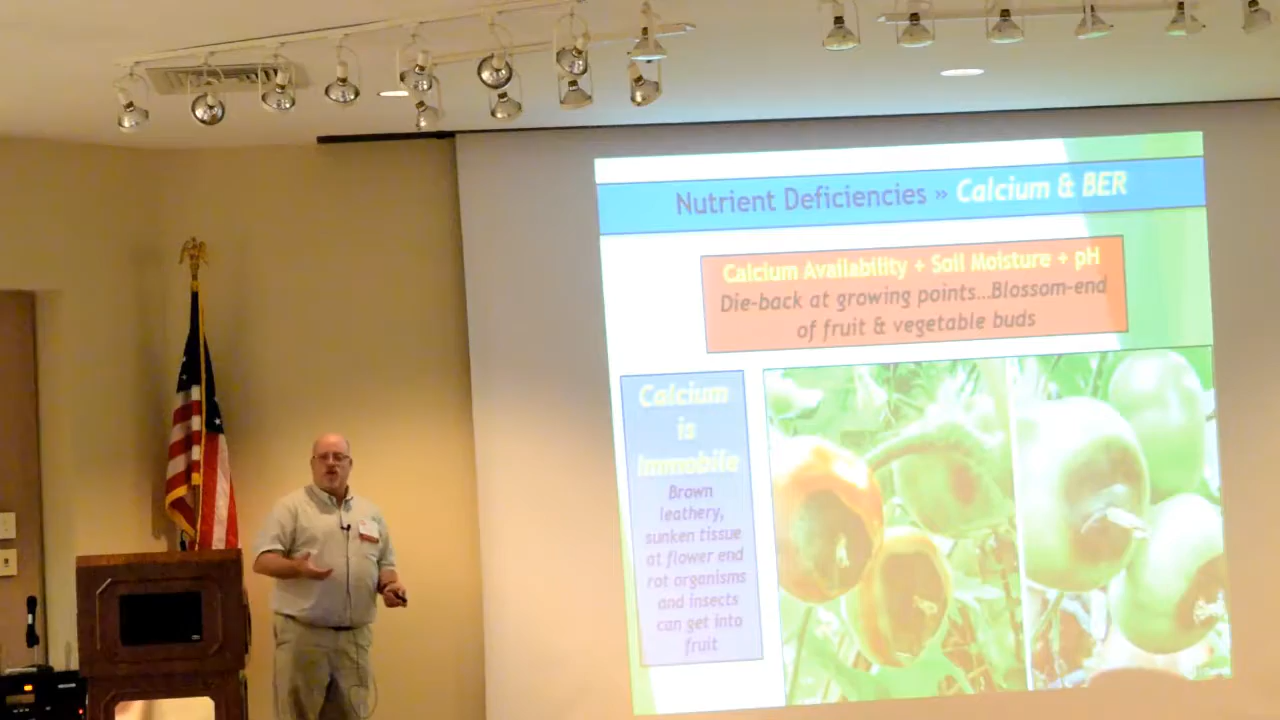 Nutrient Deficiencies » Calcium & BER
Calcium Availability + Soil Moisture + pH
Die-back at growing points...Blossom-end
of fruit & vegetable buds
Calcium
is
Immobile
Brown
leathery,
sunken tissue
at flower end
rot organisms
and insects
can get into
fruit